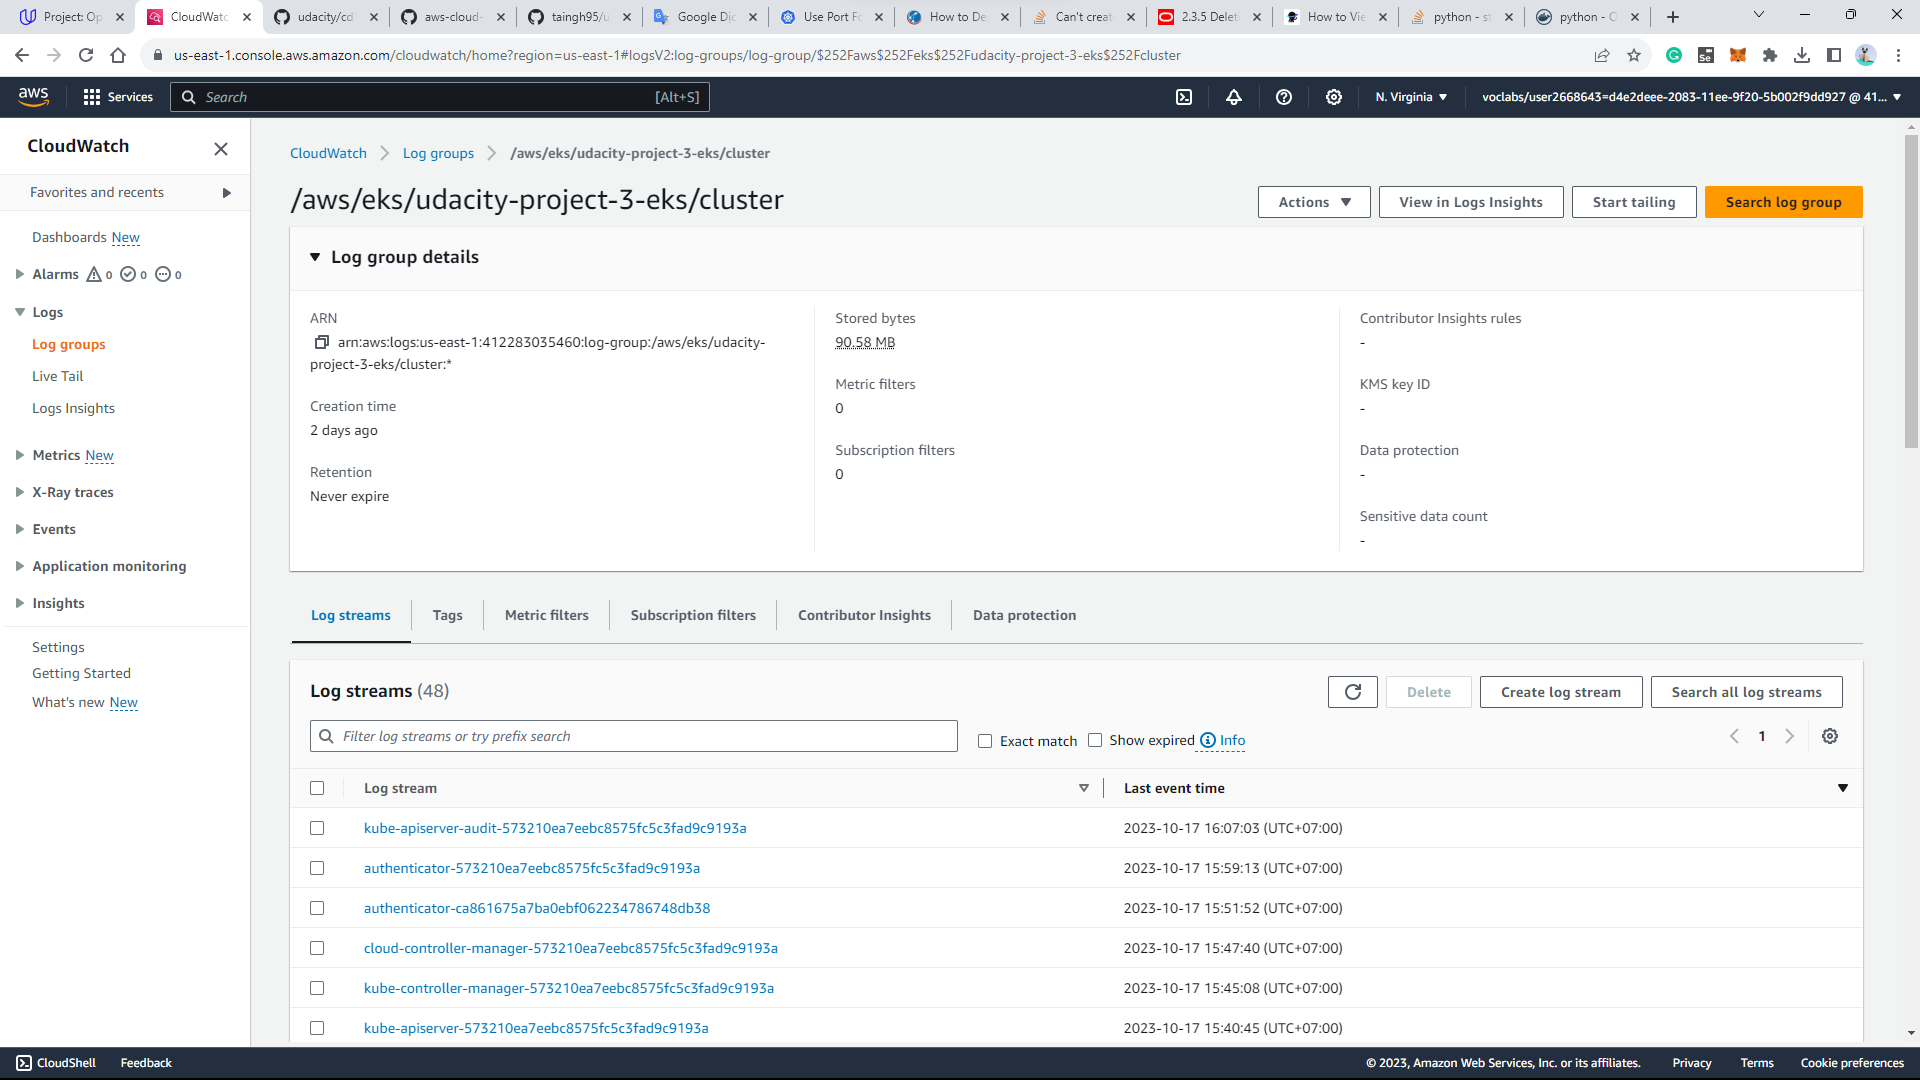 Project: Op
CloudWatc
udacity/cd
aws-cloud-
taingh95/u
Google Dic
Use Port Fo
How to De
Can't creat
2.3.5 Deleti
How to Vie
python - st
python - O
us-east-1.console.aws.amazon.com/cloudwatch/home?region=us-east-1#logsV2:log-groups/log-group/$252Faws$252Feks$252Fudacity-project-3-eks$252Fcluster
aws
Services
Search
[Alt+S]
N. Virginia
voclabs/user2668643=d4e2deee-2083-11ee-9f20-5b002f9dd927 @ 41...
CloudWatch
Favorites and recents
Dashboards New
Alarms 0 0 0
Logs
Log groups
Live Tail
Logs Insights
Metrics New
X-Ray traces
Events
Application monitoring
Insights
Settings
Getting Started
What's new New
CloudWatch
Log groups
/aws/eks/udacity-project-3-eks/cluster
/aws/eks/udacity-project-3-eks/cluster
Actions
View in Logs Insights
Start tailing
Search log group
Log group details
ARN
arn:aws:logs:us-east-1:412283035460:log-group:/aws/eks/udacity-
project-3-eks/cluster:*
Creation time
2 days ago
Retention
Never expire
Stored bytes
90.58 MB
Metric filters
0
Subscription filters
0
Contributor Insights rules
-
KMS key ID
-
Data protection
-
Sensitive data count
-
Log streams
Tags
Metric filters
Subscription filters
Contributor Insights
Data protection
Log streams (48)
Delete
Create log stream
Search all log streams
Filter log streams or try prefix search
Exact match
Show expired
Info
1
Log stream
Last event time
kube-apiserver-audit-573210ea7eebc8575fc5c3fad9c9193a
2023-10-17 16:07:03 (UTC+07:00)
authenticator-573210ea7eebc8575fc5c3fad9c9193a
2023-10-17 15:59:13 (UTC+07:00)
authenticator-ca861675a7ba0ebf062234786748db38
2023-10-17 15:51:52 (UTC+07:00)
cloud-controller-manager-573210ea7eebc8575fc5c3fad9c9193a
2023-10-17 15:47:40 (UTC+07:00)
kube-controller-manager-573210ea7eebc8575fc5c3fad9c9193a
2023-10-17 15:45:08 (UTC+07:00)
kube-apiserver-573210ea7eebc8575fc5c3fad9c9193a
2023-10-17 15:40:45 (UTC+07:00)
CloudShell
Feedback
© 2023, Amazon Web Services, Inc. or its affiliates.
Privacy
Terms
Cookie preferences